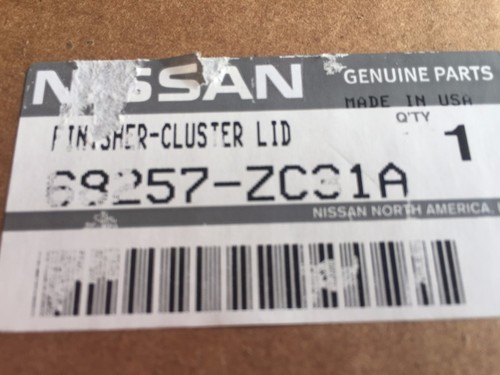 NISSAN GENUINE PARTS
MADE IN USA
FINISHER-CLUSTER LID Q'TY 1
68257-ZC31A
NISSAN NORTH AMERICA,